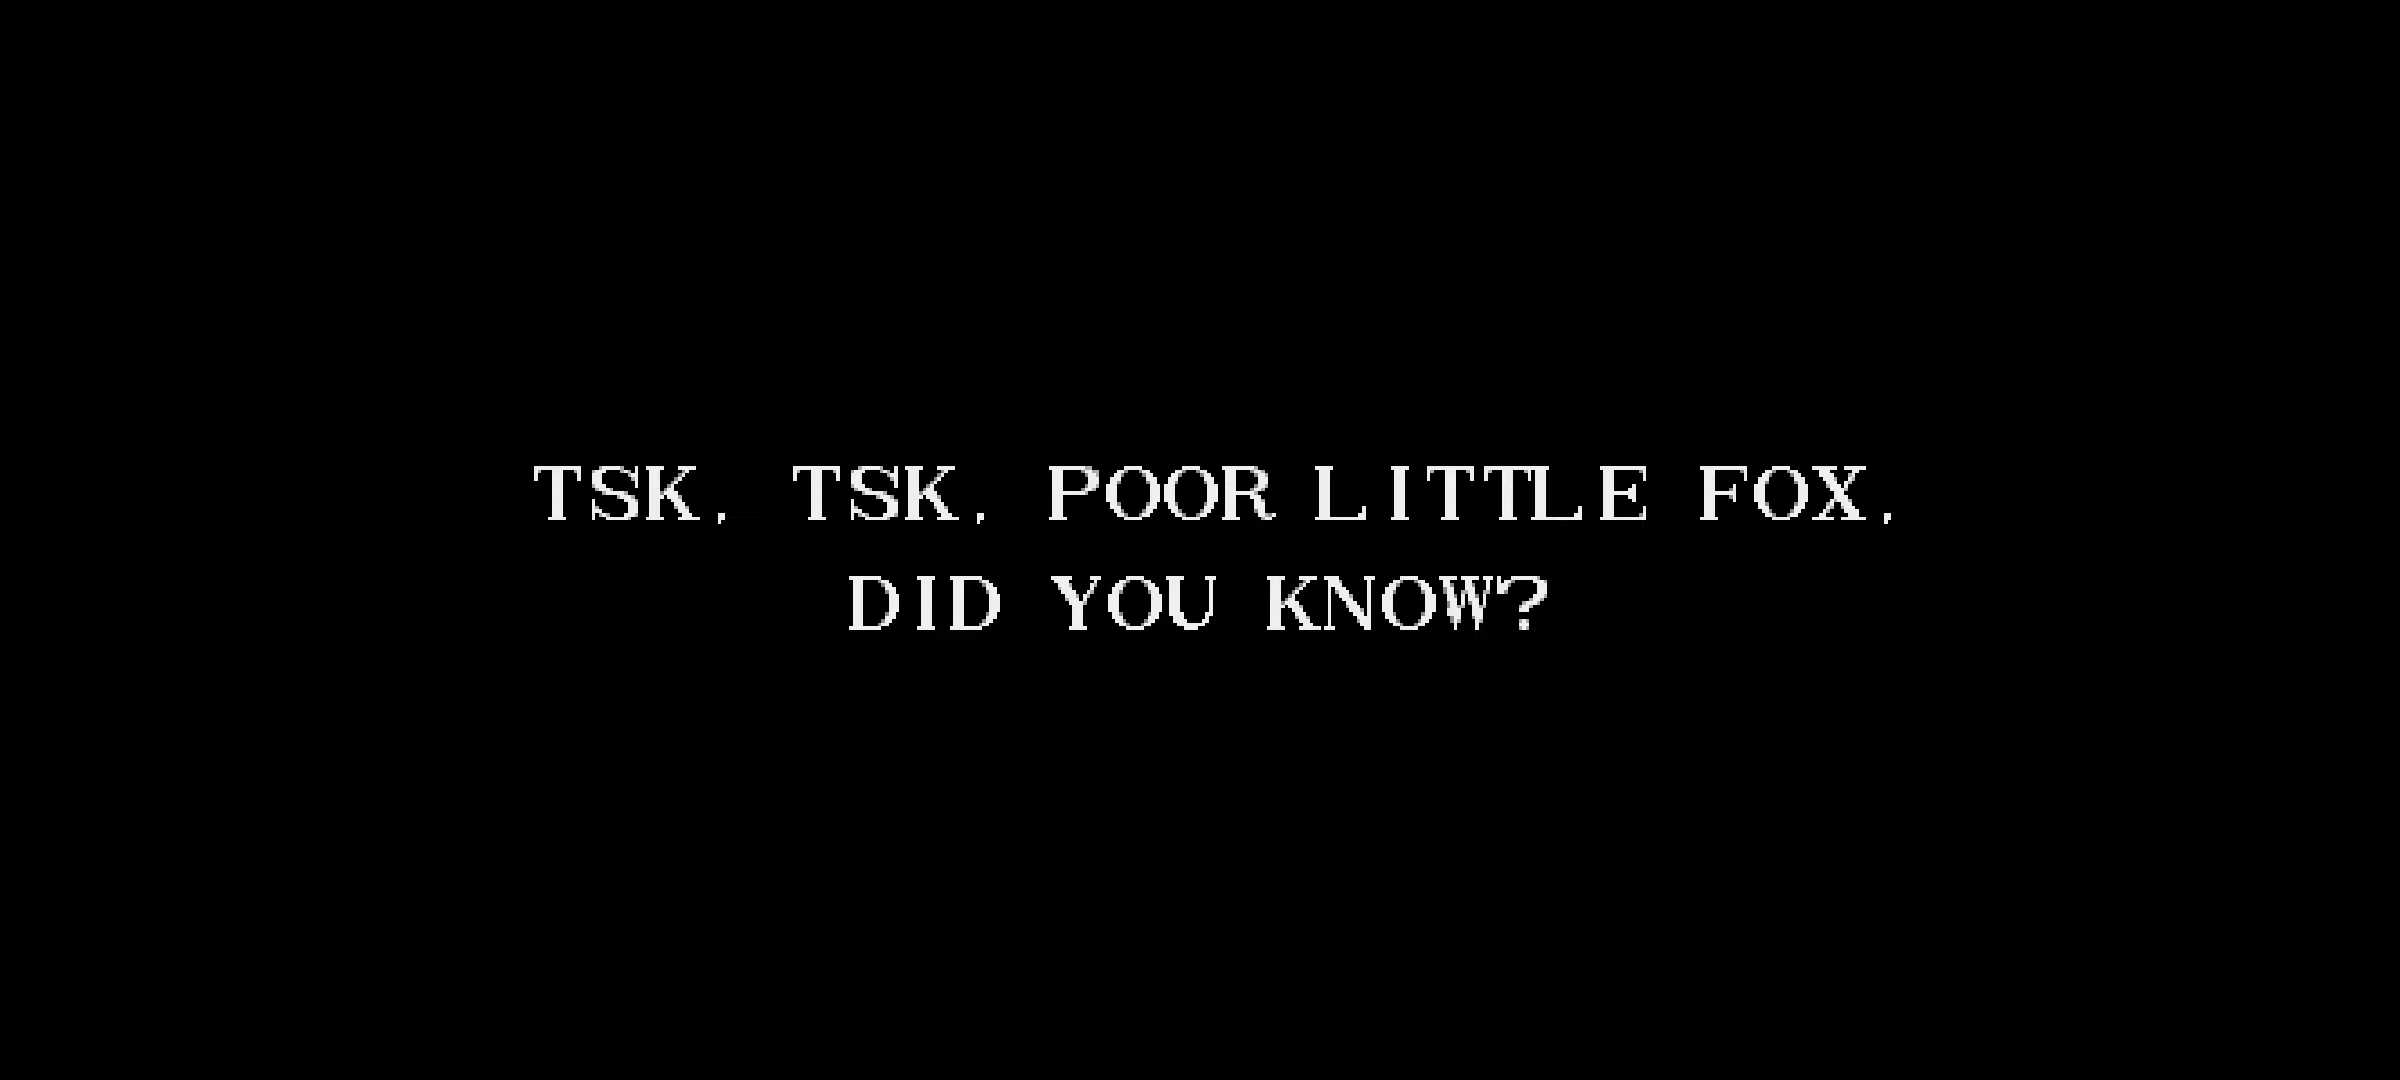 TSK, TSK, POOR LITTLE FOX,
DID YOU KNOW?